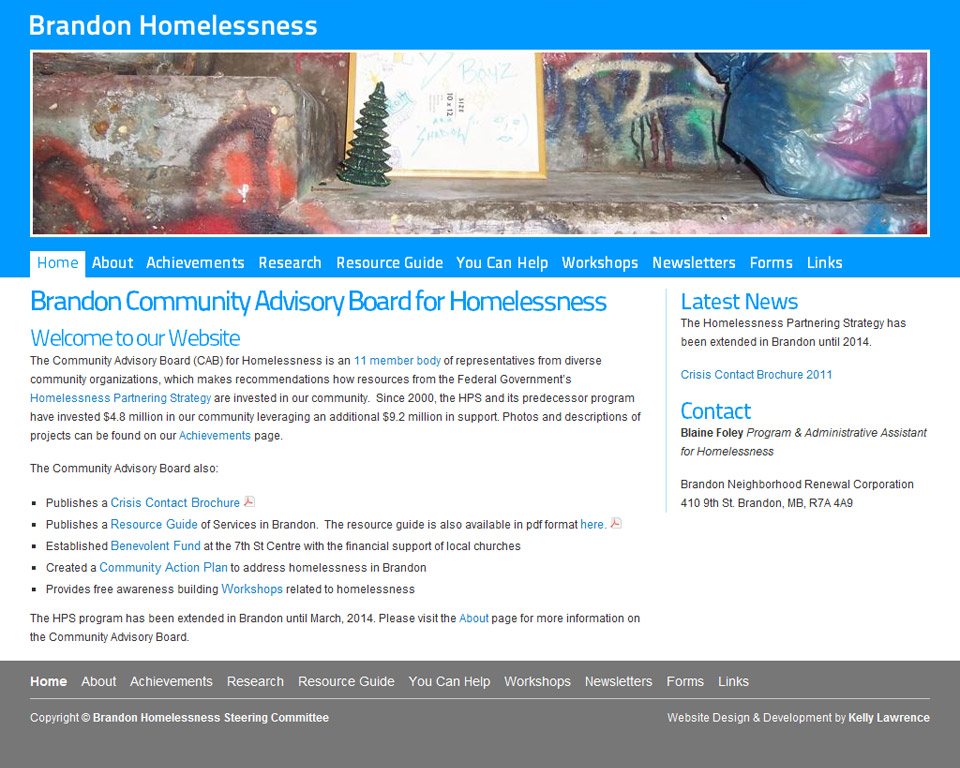 Brandon Homelessness
BOYZ
SIZE
10 x 12
Home About Achievements Research Resource Guide You Can Help Workshops Newsletters Forms Links
Brandon Community Advisory Board for Homelessness
Welcome to our Website
The Community Advisory Board (CAB) for Homelessness is an 11 member body of representatives from diverse
community organizations, which makes recommendations how resources from the Federal Government's
Homelessness Partnering Strategy are invested in our community. Since 2000, the HPS and its predecessor program
have invested $4.8 million in our community leveraging an additional $9.2 million in support. Photos and descriptions of
projects can be found on our Achievements page.
The Community Advisory Board also:
Publishes a Crisis Contact Brochure
Publishes a Resource Guide of Services in Brandon. The resource guide is also available in pdf format here.
Established Benevolent Fund at the 7th St Centre with the financial support of local churches
Created a Community Action Plan to address homelessness in Brandon
Provides free awareness building Workshops related to homelessness
The HPS program has been extended in Brandon until March, 2014. Please visit the About page for more information on
the Community Advisory Board.
Latest News
The Homelessness Partnering Strategy has
been extended in Brandon until 2014.
Crisis Contact Brochure 2011
Contact
Blaine Foley Program & Administrative Assistant
for Homelessness
Brandon Neighborhood Renewal Corporation
410 9th St. Brandon, MB, R7A 4A9
Home About Achievements Research Resource Guide You Can Help Workshops Newsletters Forms Links
Copyright © Brandon Homelessness Steering Committee
Website Design & Development by Kelly Lawrence